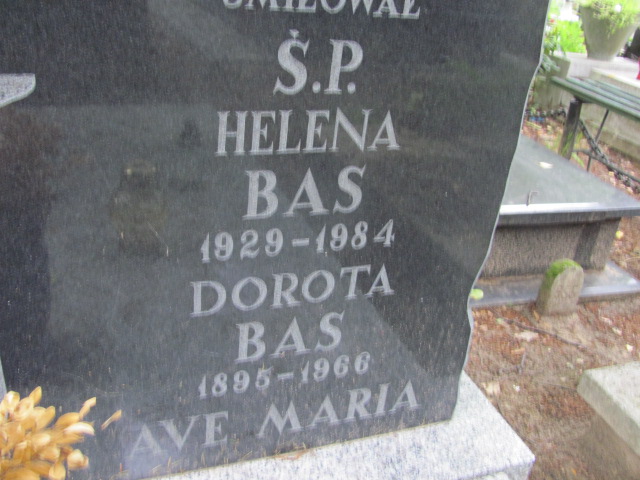 UMIŁOWAŁ
Ś.P.
HELENA
BAS
1929-1984
DOROTA
BAS
1895-1966
AVE MARIA